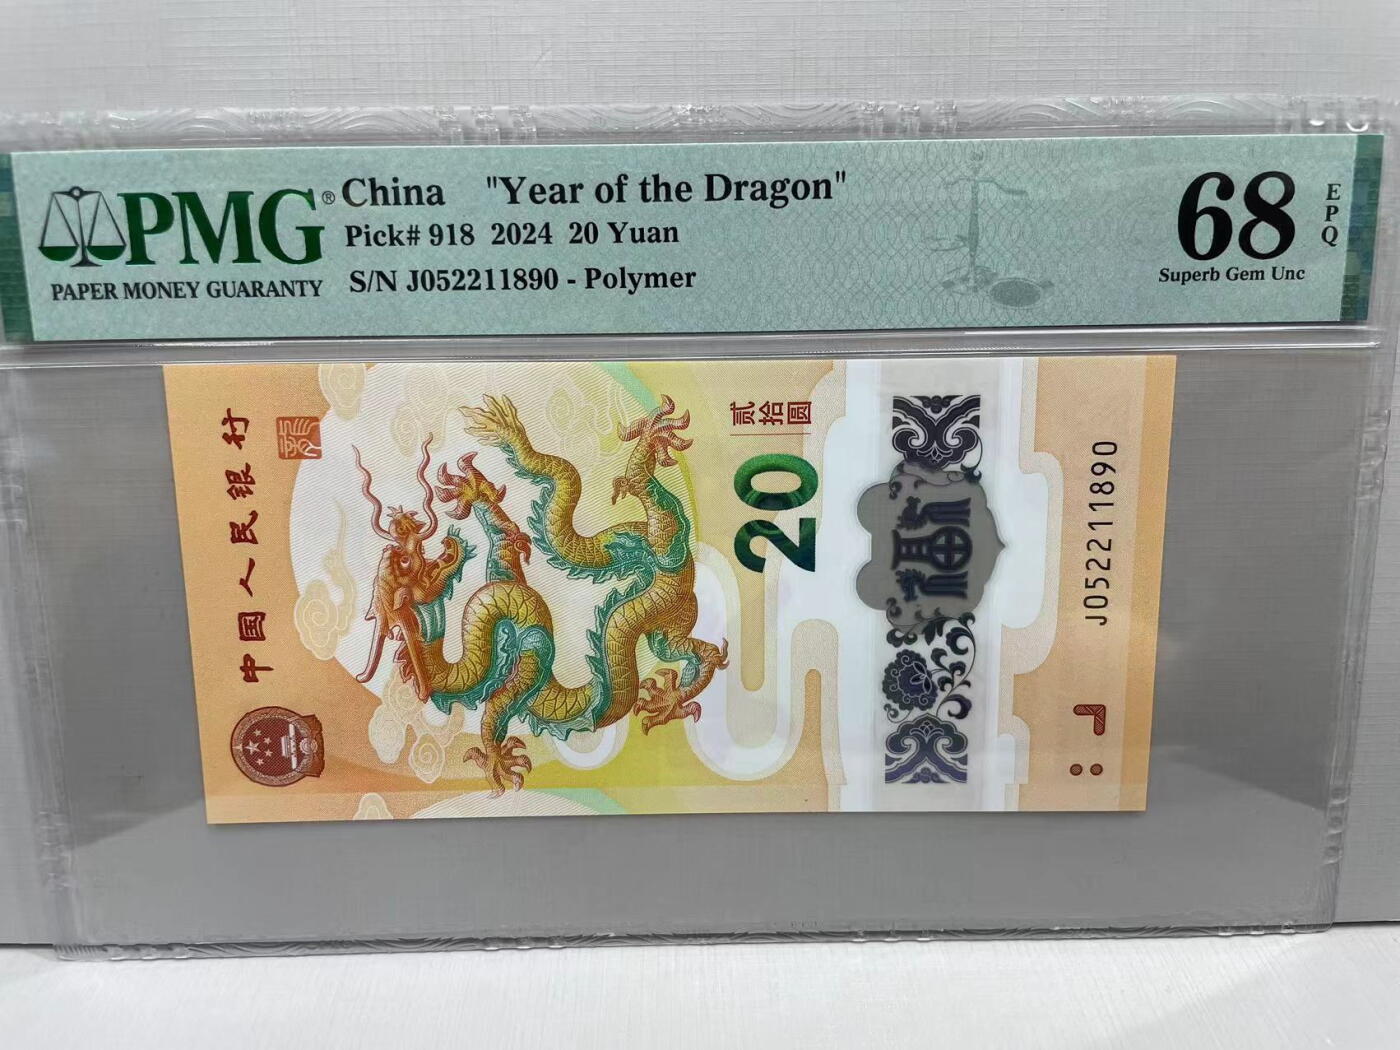 PMG®
PAPER MONEY GUARANTY
China "Year of the Dragon"
Pick# 918 2024 20 Yuan
S/N J052211890 - Polymer
68
EPQ
Superb Gem Unc
中国人民银行
贰拾圆
20
J052211890